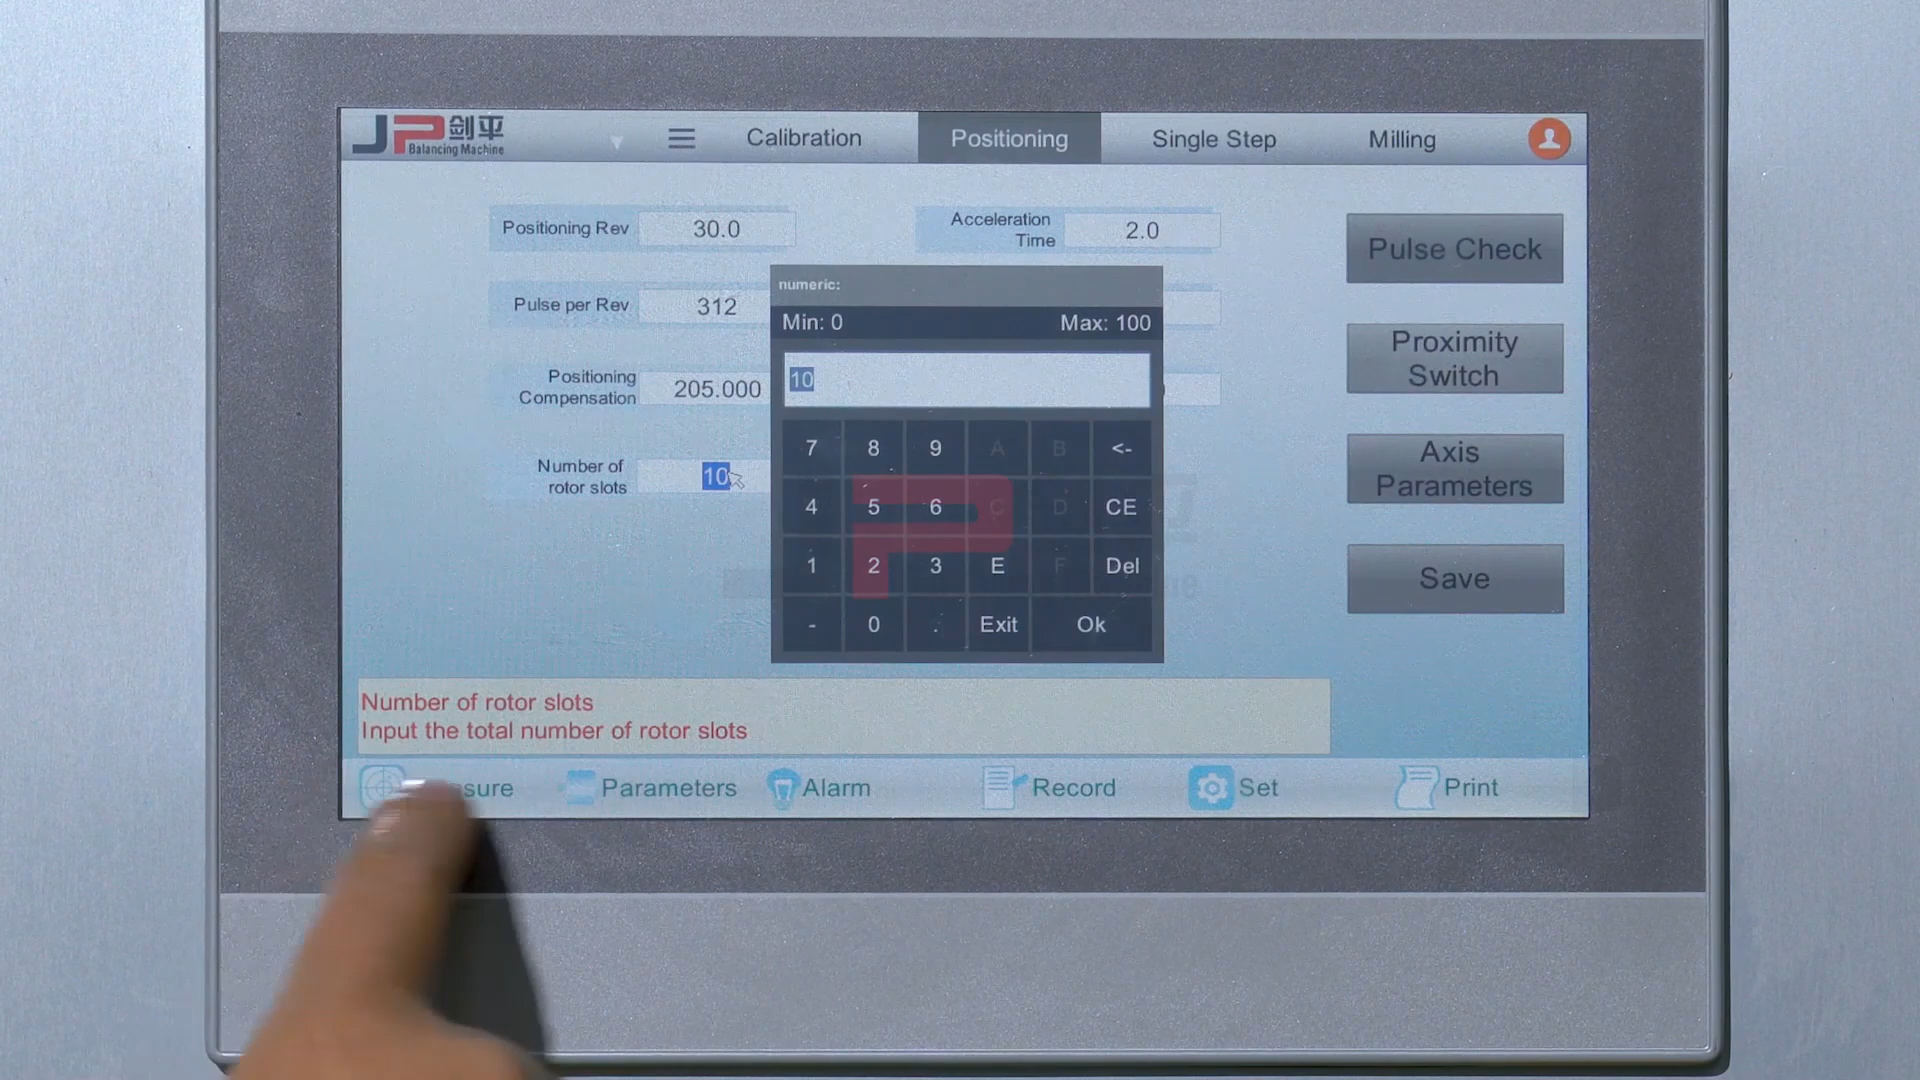 JP剑平
Balancing Machine
Calibration
Positioning
Single Step
Milling
Positioning Rev
30.0
Acceleration
Time
2.0
Pulse Check
Pulse per Rev
312
numeric:
Min: 0
Max: 100
10
Proximity
Switch
Positioning
Compensation
205.000
Number of
rotor slots
10
Axis
Parameters
7 8 9 A B <-
4 5 6 C D CE
1 2 3 E F Del
- 0 . Exit Ok
Save
Number of rotor slots
Input the total number of rotor slots
sure
Parameters
Alarm
Record
Set
Print